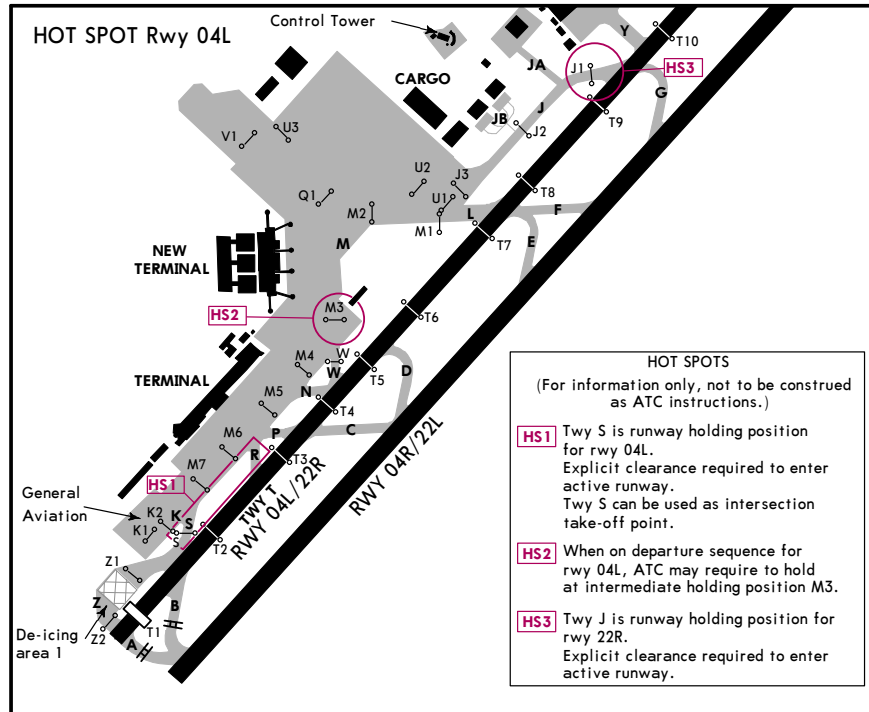 HOT SPOT Rwy 04L
Control Tower
Y
T10
JA
J1
HS3
CARGO
G
J
JB
J2
T9
V1
U3
U2
J3
T8
Q1
U1
M2
L
F
M1
T7
E
M
NEW
TERMINAL
HS2
M3
T6
TERMINAL
M4
W
W
T5
D
M5
N
T4
P
C
M6
R
T3
M7
HS1
TWY T
RWY 04L/22R
RWY 04R/22L
General
Aviation
K2
K
K1
S
S
T2
Z1
Z
B
De-icing
area 1
Z2
T1
A
HOT SPOTS
(For information only, not to be construed
as ATC instructions.)
HS1 Twy S is runway holding position
for rwy 04L.
Explicit clearance required to enter
active runway.
Twy S can be used as intersection
take-off point.
HS2 When on departure sequence for
rwy 04L, ATC may require to hold
at intermediate holding position M3.
HS3 Twy J is runway holding position for
rwy 22R.
Explicit clearance required to enter
active runway.